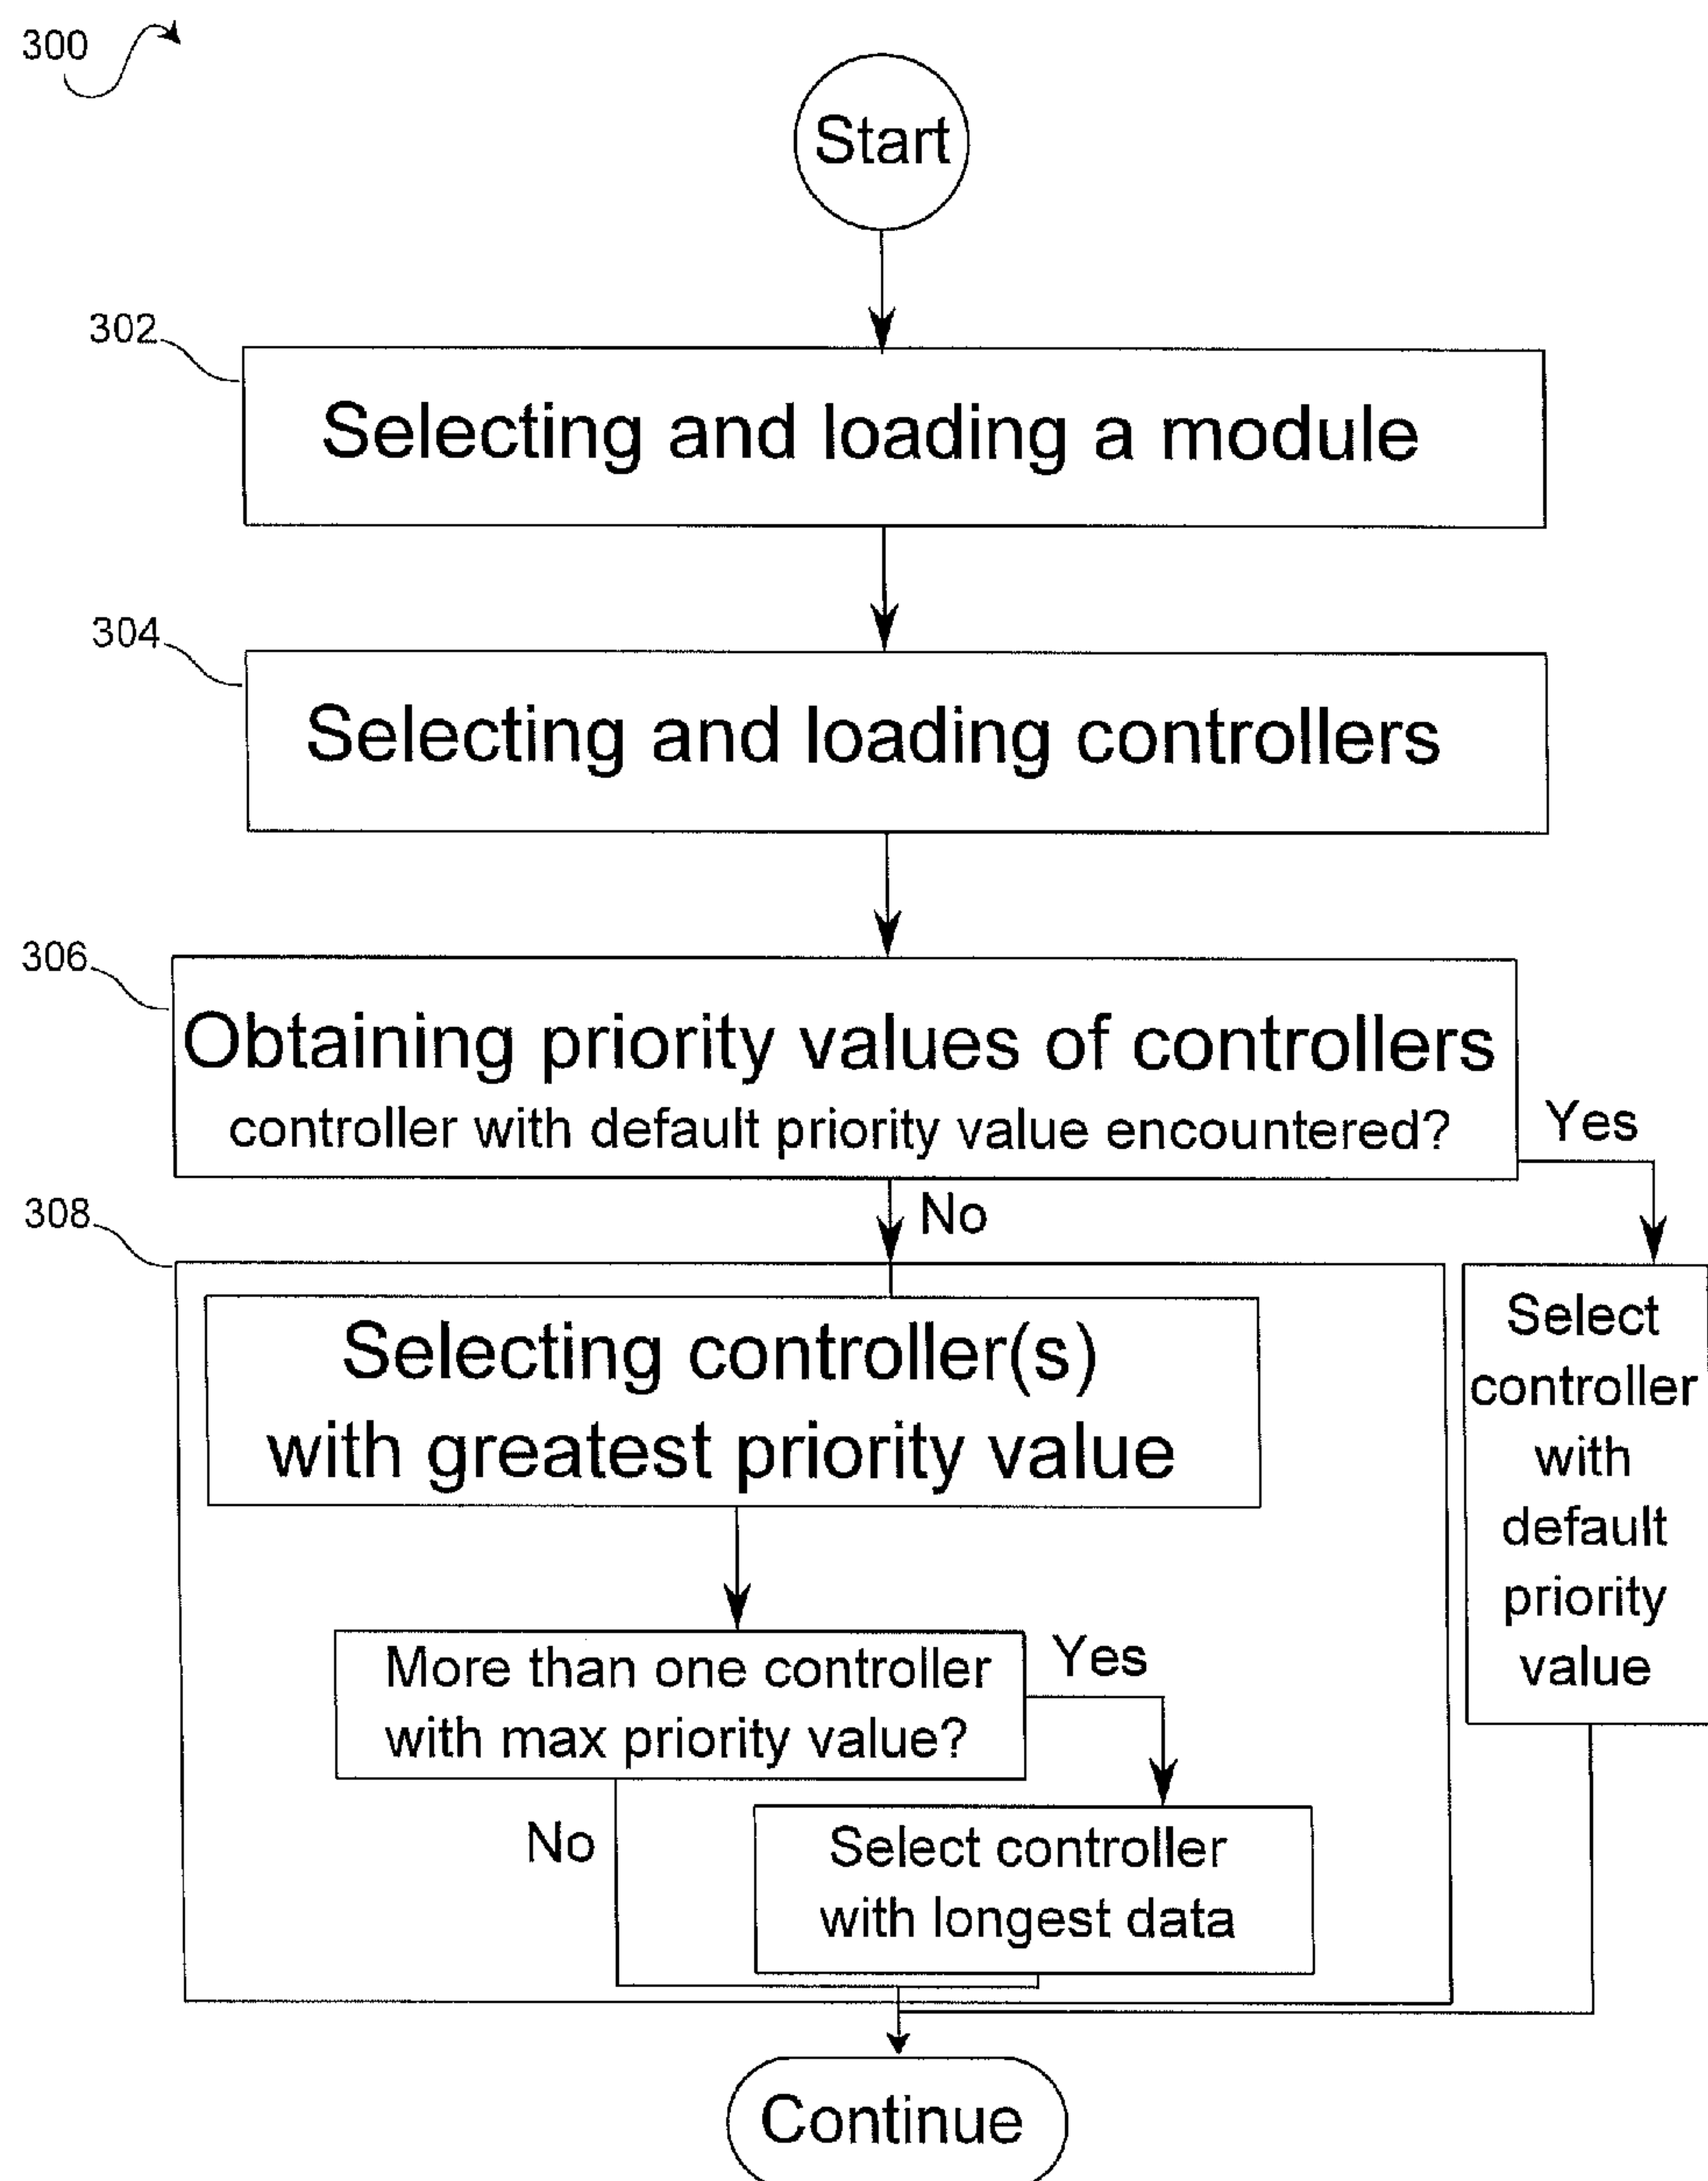 300
Start
302
Selecting and loading a module
304
Selecting and loading controllers
306
Obtaining priority values of controllers
controller with default priority value encountered?
Yes
No
308
Selecting controller(s)
with greatest priority value
Select
controller
with
default
priority
value
More than one controller
with max priority value?
Yes
No
Select controller
with longest data
Continue